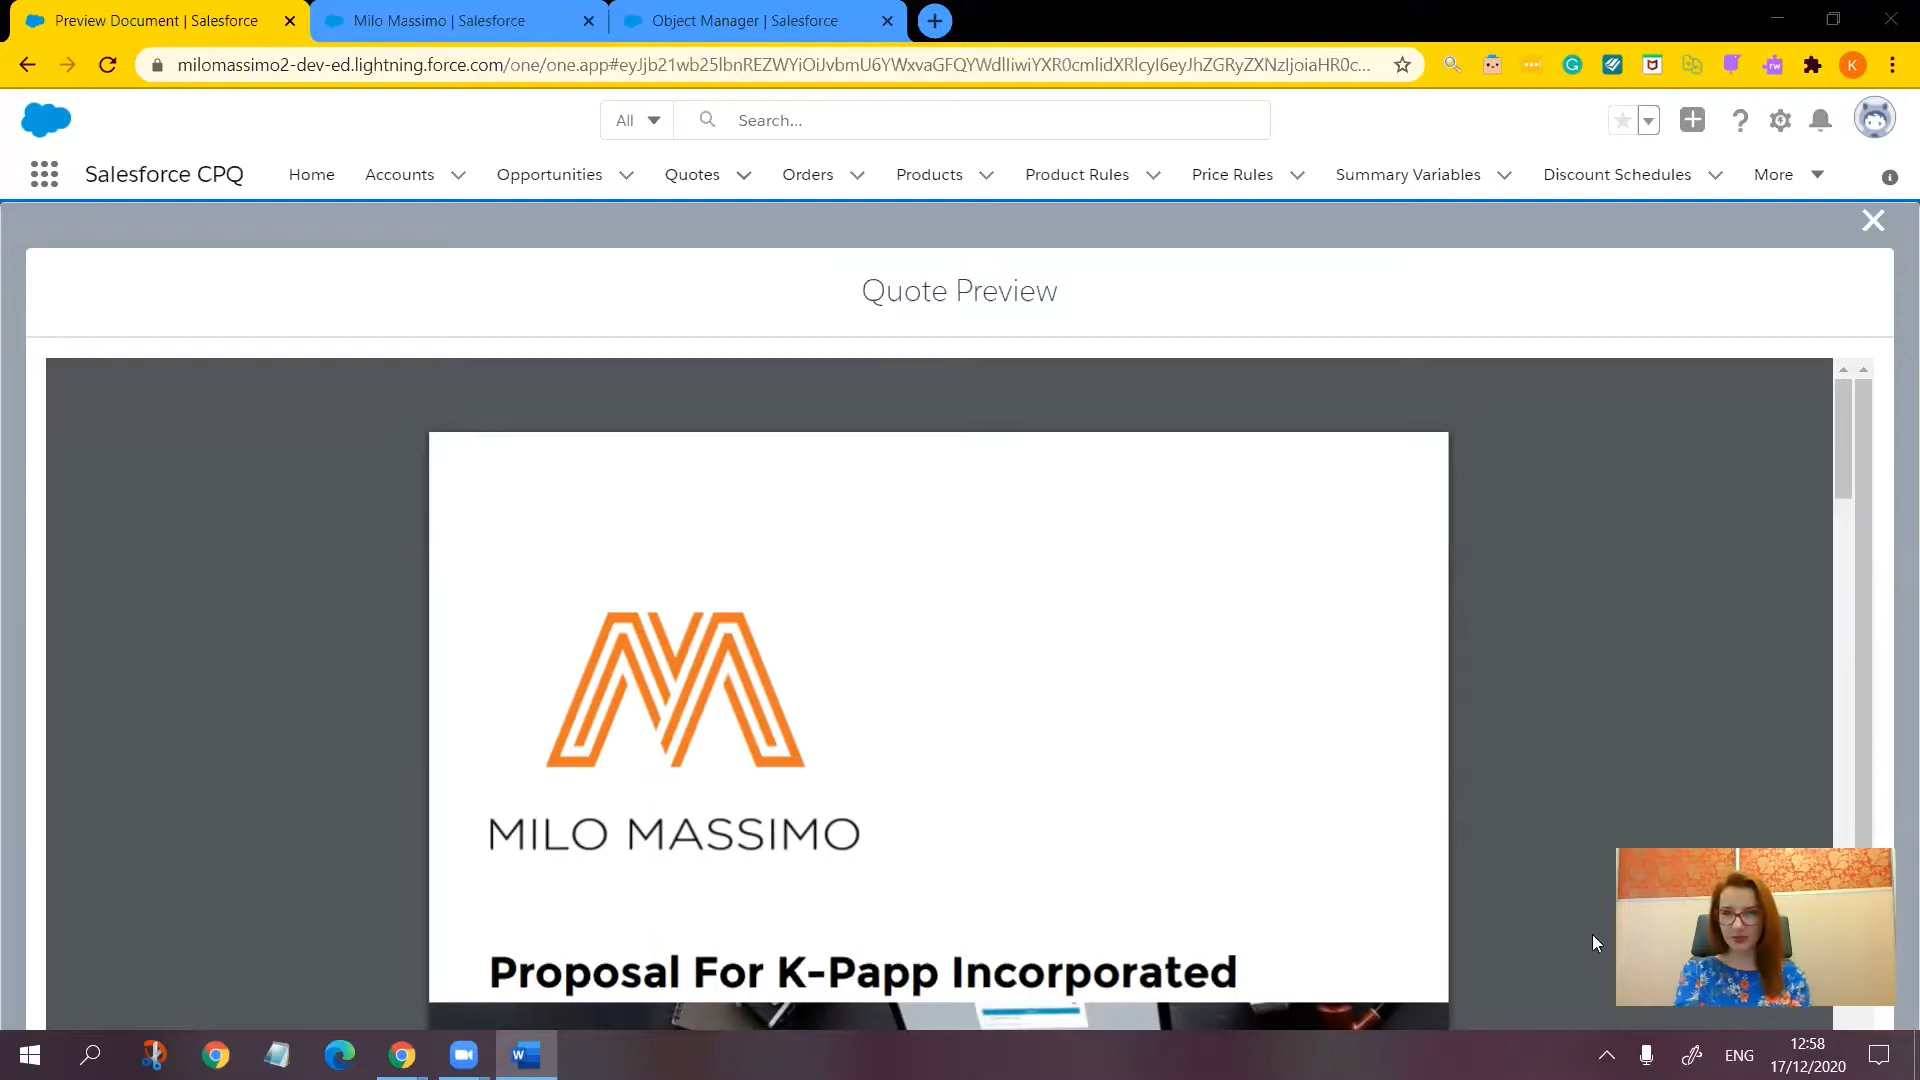 Preview Document | Salesforce
Milo Massimo | Salesforce
Object Manager | Salesforce
milomassimo2-dev-ed.lightning.force.com/one/one.app#eyJjb21wb25lbnREZWYiOiJvbmU6YWxvaGFQYWdlIiwiYXR0cmlidXRlcyI6eyJhZGRyZXNzIjoiaHR0c...
K
All
Search...
Salesforce CPQ
Home
Accounts
Opportunities
Quotes
Orders
Products
Product Rules
Price Rules
Summary Variables
Discount Schedules
More
Quote Preview
MILO MASSIMO
Proposal For K-Papp Incorporated
ENG
12:58
17/12/2020